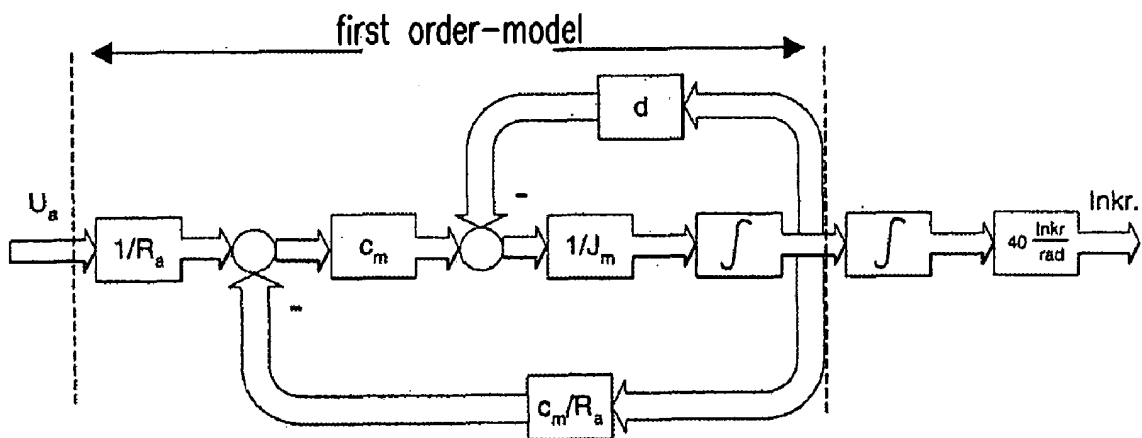 first order-model
d
-
U_a
Inkr.
1/R_a
c_m
1/J_m
∫
∫
40 Inkr/rad
-
c_m/R_a